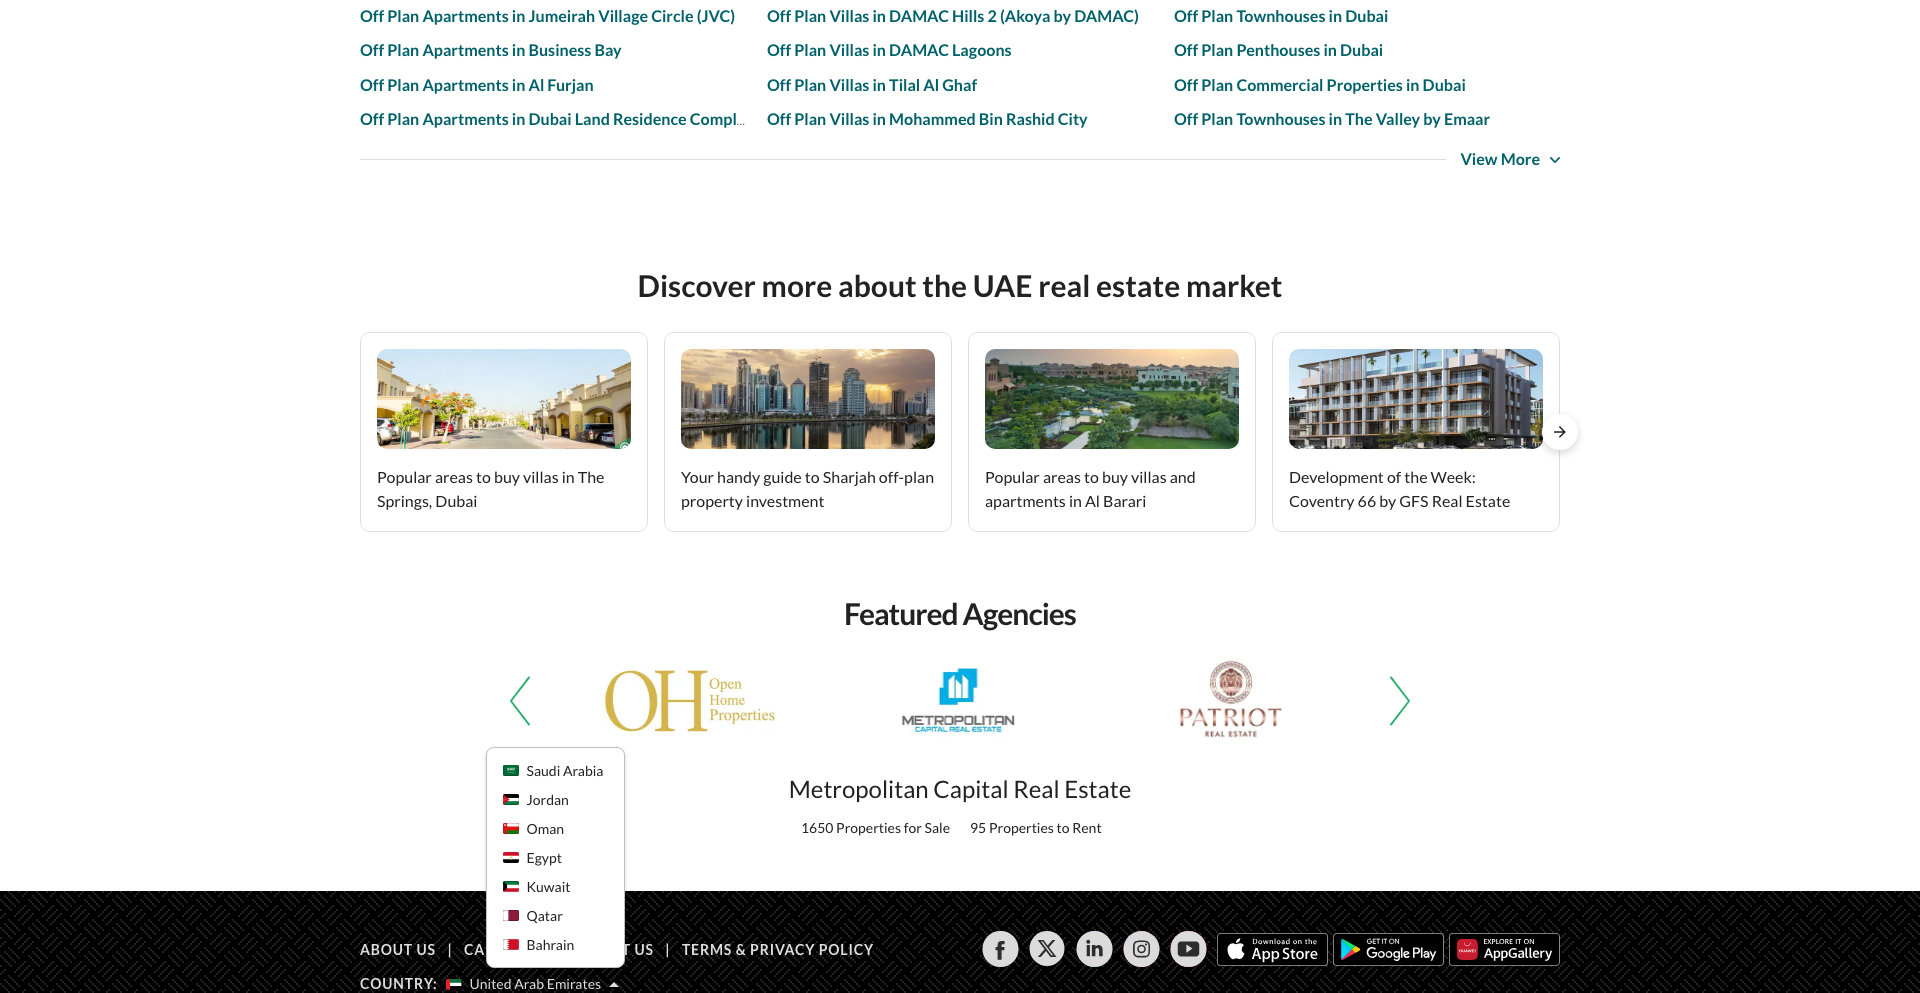 Off Plan Apartments in Jumeirah Village Circle (JVC)
Off Plan Apartments in Business Bay
Off Plan Apartments in Al Furjan
Off Plan Apartments in Dubai Land Residence Compl...
Off Plan Villas in DAMAC Hills 2 (Akoya by DAMAC)
Off Plan Villas in DAMAC Lagoons
Off Plan Villas in Tilal Al Ghaf
Off Plan Villas in Mohammed Bin Rashid City
Off Plan Townhouses in Dubai
Off Plan Penthouses in Dubai
Off Plan Commercial Properties in Dubai
Off Plan Townhouses in The Valley by Emaar
View More
Discover more about the UAE real estate market
Popular areas to buy villas in The
Springs, Dubai
Your handy guide to Sharjah off-plan
property investment
Popular areas to buy villas and
apartments in Al Barari
Development of the Week:
Coventry 66 by GFS Real Estate
Featured Agencies
OH Open
Home
Properties
METROPOLITAN
CAPITAL REAL ESTATE
PATRIOT
REAL ESTATE
Metropolitan Capital Real Estate
1650 Properties for Sale 95 Properties to Rent
Saudi Arabia
Jordan
Oman
Egypt
Kuwait
Qatar
Bahrain
ABOUT US | CA T US | TERMS & PRIVACY POLICY
Download on the
App Store
GET IT ON
Google Play
HUAWEI
EXPLORE IT ON
AppGallery
COUNTRY: United Arab Emirates